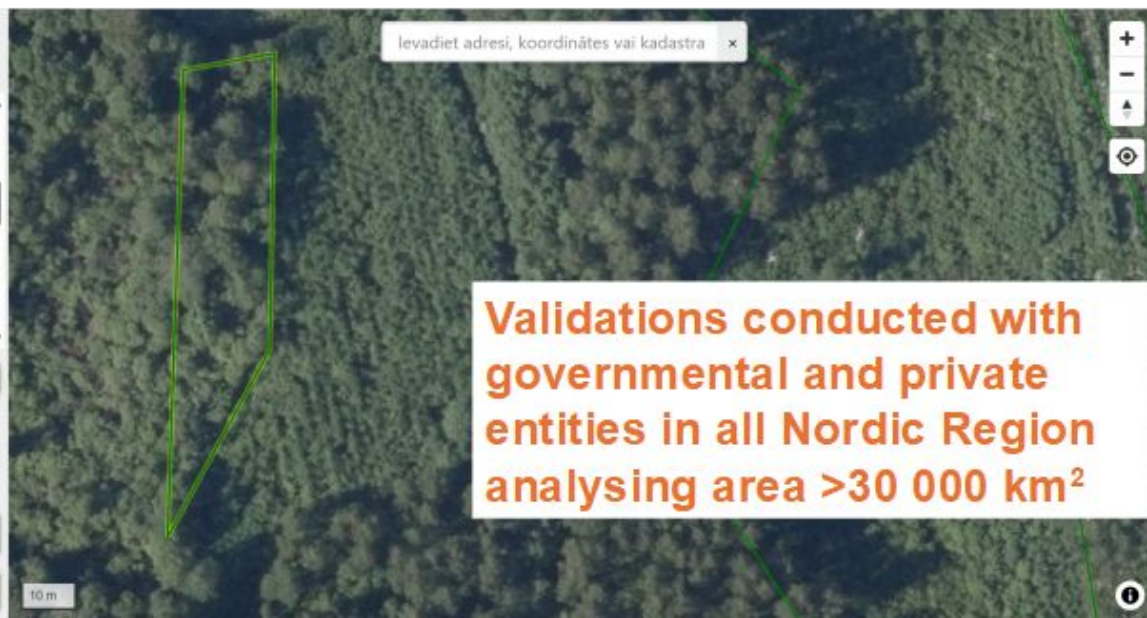 Ievadiet adresi, koordinātes vai kadastra ×
Validations conducted with
governmental and private
entities in all Nordic Region
analysing area >30 000 km²
10 m